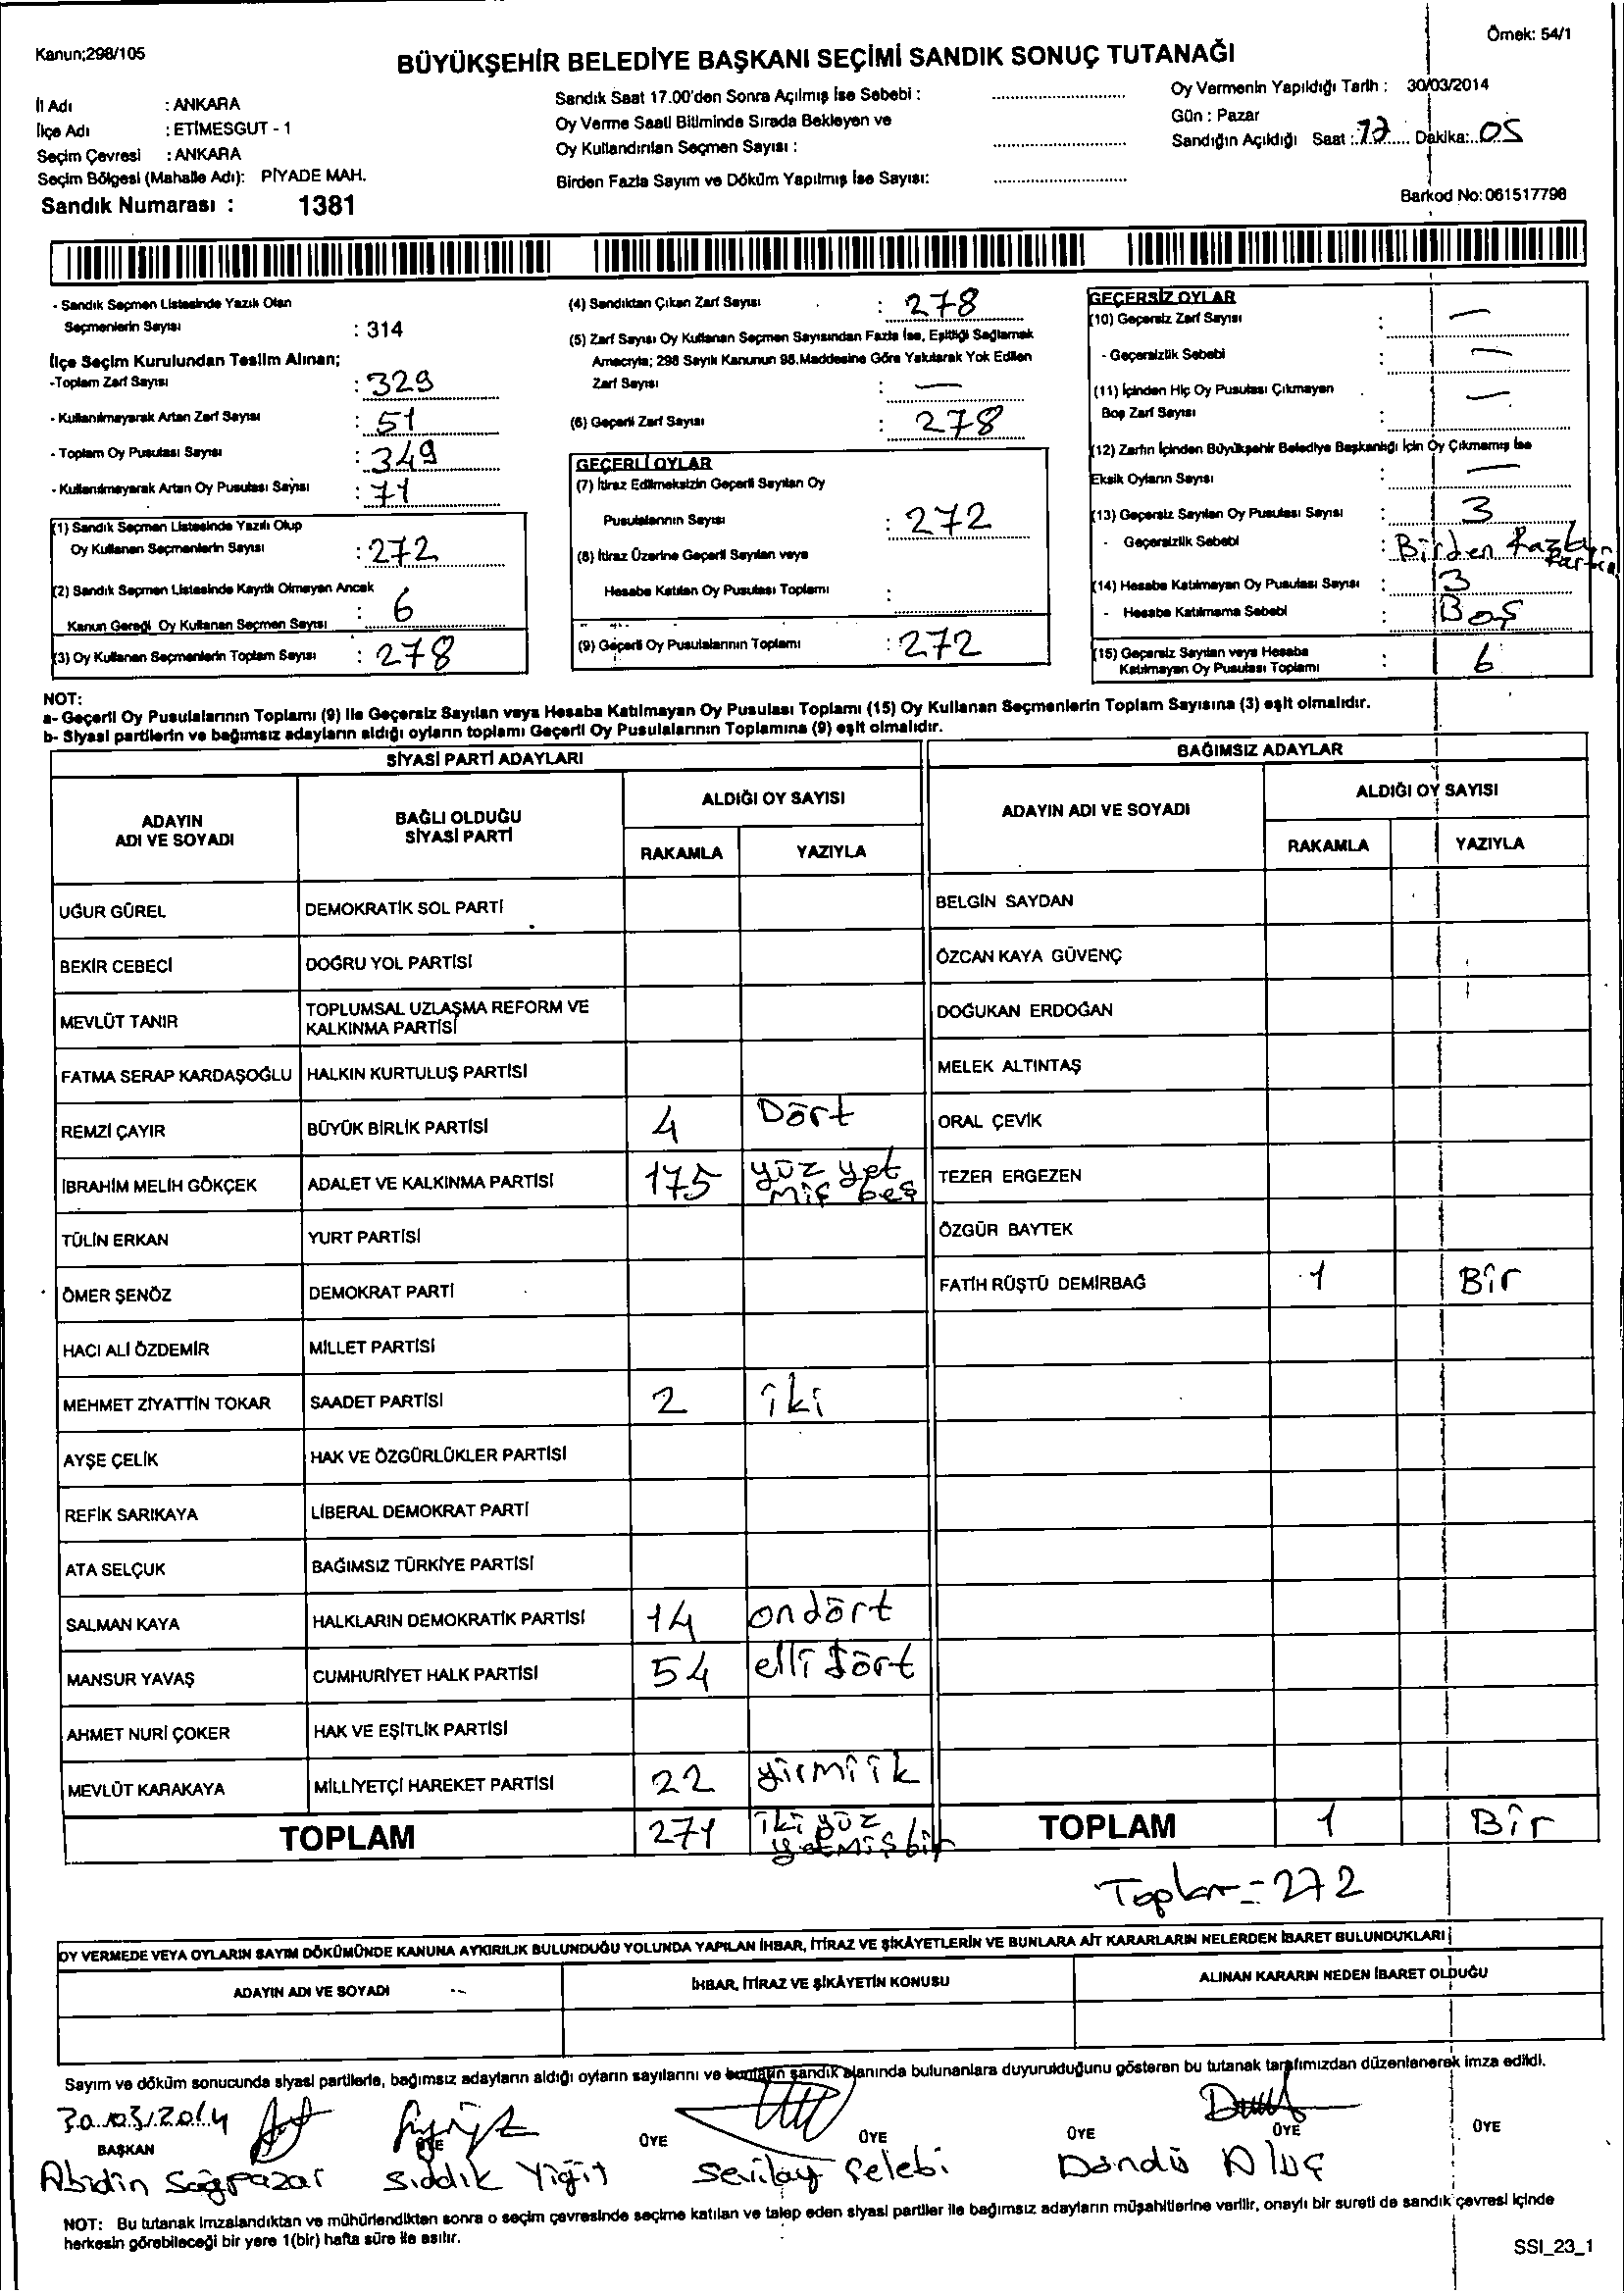 Kanun;298/105
Örnek: 54/1
BÜYÜKŞEHİR BELEDİYE BAŞKANI SEÇİMİ SANDIK SONUÇ TUTANAĞI
İl Adı : ANKARA
İlçe Adı : ETİMESGUT - 1
Seçim Çevresi : ANKARA
Seçim Bölgesi (Mahalle Adı): PİYADE MAH.
Sandık Numarası : 1381
Sandık Saat 17.00'den Sonra Açılmış İse Sebebi :
Oy Verme Saati Bitiminde Sırada Bekleyen ve
Oy Kullandırılan Seçmen Sayısı :
Birden Fazla Sayım ve Döküm Yapılmış İse Sayısı:
Oy Vermenin Yapıldığı Tarih : 30/03/2014
Gün : Pazar
Sandığın Açıldığı Saat : 17 Dakika: 05
Barkod No: 061517798
- Sandık Seçmen Listesinde Yazılı Olan
Seçmenlerin Sayısı : 314
İlçe Seçim Kurulundan Teslim Alınan;
-Toplam Zarf Sayısı : 329
- Kullanılmayarak Artan Zarf Sayısı : 51
- Toplam Oy Pusulası Sayısı : 349
- Kullanılmayarak Artan Oy Pusulası Sayısı : 71
(1) Sandık Seçmen Listesinde Yazılı Olup
Oy Kullanan Seçmenlerin Sayısı : 272
(2) Sandık Seçmen Listesinde Kayıtlı Olmayan Ancak
Kanun Gereği Oy Kullanan Seçmen Sayısı : 6
(3) Oy Kullanan Seçmenlerin Toplam Sayısı : 278
(4) Sandıktan Çıkan Zarf Sayısı : 278
(5) Zarf Sayısı Oy Kullanan Seçmen Sayısından Fazla İse, Eşitliği Sağlamak
Amacıyla; 298 Sayılı Kanunun 98.Maddesine Göre Yakılarak Yok Edilen
Zarf Sayısı : —
(6) Geçerli Zarf Sayısı : 278
GEÇERLİ OYLAR
(7) İtiraz Edilmeksizin Geçerli Sayılan Oy
Pusulalarının Sayısı : 272
(8) İtiraz Üzerine Geçerli Sayılan veya
Hesaba Katılan Oy Pusulası Toplamı :
(9) Geçerli Oy Pusulalarının Toplamı : 272
GEÇERSİZ OYLAR
(10) Geçersiz Zarf Sayısı : —
- Geçersizlik Sebebi : —
(11) İçinden Hiç Oy Pusulası Çıkmayan
Boş Zarf Sayısı : —
(12) Zarfın İçinden Büyükşehir Belediye Başkanlığı İçin Oy Çıkmamış İse
Eksik Oyların Sayısı : —
(13) Geçersiz Sayılan Oy Pusulası Sayısı : 3
- Geçersizlik Sebebi : Birden Fazla
(14) Hesaba Katılmayan Oy Pusulası Sayısı : 3
- Hesaba Katılmama Sebebi : Boş
(15) Geçersiz Sayılan veya Hesaba
Katılmayan Oy Pusulası Toplamı : 6
NOT:
a- Geçerli Oy Pusulalarının Toplamı (9) ile Geçersiz Sayılan veya Hesaba Katılmayan Oy Pusulası Toplamı (15) Oy Kullanan Seçmenlerin Toplam Sayısına (3) eşit olmalıdır.
b- Siyasi partilerin ve bağımsız adayların aldığı oyların toplamı Geçerli Oy Pusulalarının Toplamına (9) eşit olmalıdır.
SİYASİ PARTİ ADAYLARI
ADAYIN ADI VE SOYADI
BAĞLI OLDUĞU SİYASİ PARTİ
ALDIĞI OY SAYISI
RAKAMLA YAZIYLA
UĞUR GÜREL DEMOKRATİK SOL PARTİ
BEKİR CEBECİ DOĞRU YOL PARTİSİ
MEVLÜT TANIR TOPLUMSAL UZLAŞMA REFORM VE
KALKINMA PARTİSİ
FATMA SERAP KARDAŞOĞLU HALKIN KURTULUŞ PARTİSİ
REMZİ ÇAYIR BÜYÜK BİRLİK PARTİSİ 4 Dört
İBRAHİM MELİH GÖKÇEK ADALET VE KALKINMA PARTİSİ 175 yüz yet
miş beş
TÜLİN ERKAN YURT PARTİSİ
ÖMER ŞENÖZ DEMOKRAT PARTİ
HACI ALİ ÖZDEMİR MİLLET PARTİSİ
MEHMET ZİYATTİN TOKAR SAADET PARTİSİ 2 iki
AYŞE ÇELİK HAK VE ÖZGÜRLÜKLER PARTİSİ
REFİK SARIKAYA LİBERAL DEMOKRAT PARTİ
ATA SELÇUK BAĞIMSIZ TÜRKİYE PARTİSİ
SALMAN KAYA HALKLARIN DEMOKRATİK PARTİSİ 14 ondört
MANSUR YAVAŞ CUMHURİYET HALK PARTİSİ 54 elli dört
AHMET NURİ ÇOKER HAK VE EŞİTLİK PARTİSİ
MEVLÜT KARAKAYA MİLLİYETÇİ HAREKET PARTİSİ 22 yirmi ik
TOPLAM 271 iki yüz
yetmiş bir
BAĞIMSIZ ADAYLAR
ADAYIN ADI VE SOYADI
ALDIĞI OY SAYISI
RAKAMLA YAZIYLA
BELGİN SAYDAN
ÖZCAN KAYA GÜVENÇ
DOĞUKAN ERDOĞAN
MELEK ALTINTAŞ
ORAL ÇEVİK
TEZER ERGEZEN
ÖZGÜR BAYTEK
FATİH RÜŞTÜ DEMİRBAĞ 1 Bir
TOPLAM 1 Bir
Toplam = 272
OY VERMEDE VEYA OYLARIN SAYIM DÖKÜMÜNDE KANUNA AYKIRILIK BULUNDUĞU YOLUNDA YAPILAN İHBAR, İTİRAZ VE ŞİKÂYETLERİN VE BUNLARA AİT KARARLARIN NELERDEN İBARET BULUNDUKLARI
ADAYIN ADI VE SOYADI İHBAR, İTİRAZ VE ŞİKÂYETİN KONUSU ALINAN KARARIN NEDEN İBARET OLDUĞU
Sayım ve döküm sonucunda siyasi partilerle, bağımsız adayların aldığı oyların sayılarını ve bunların sandık alanında bulunanlara duyurulduğunu gösteren bu tutanak tarafımızdan düzenlenerek imza edildi.
30.03/2014
BAŞKAN ÜYE ÜYE ÜYE ÜYE ÜYE ÜYE
Abidin Sağpazar Sıddık Yiğit Serilay Çelebi Döndü Aluç
NOT: Bu tutanak imzalandıktan ve mühürlendikten sonra o seçim çevresinde seçime katılan ve talep eden siyasi partiler ile bağımsız adayların müşahitlerine verilir, onaylı bir sureti de sandık çevresi içinde
herkesin görebileceği bir yere 1(bir) hafta süre ile asılır.
SSI_23_1